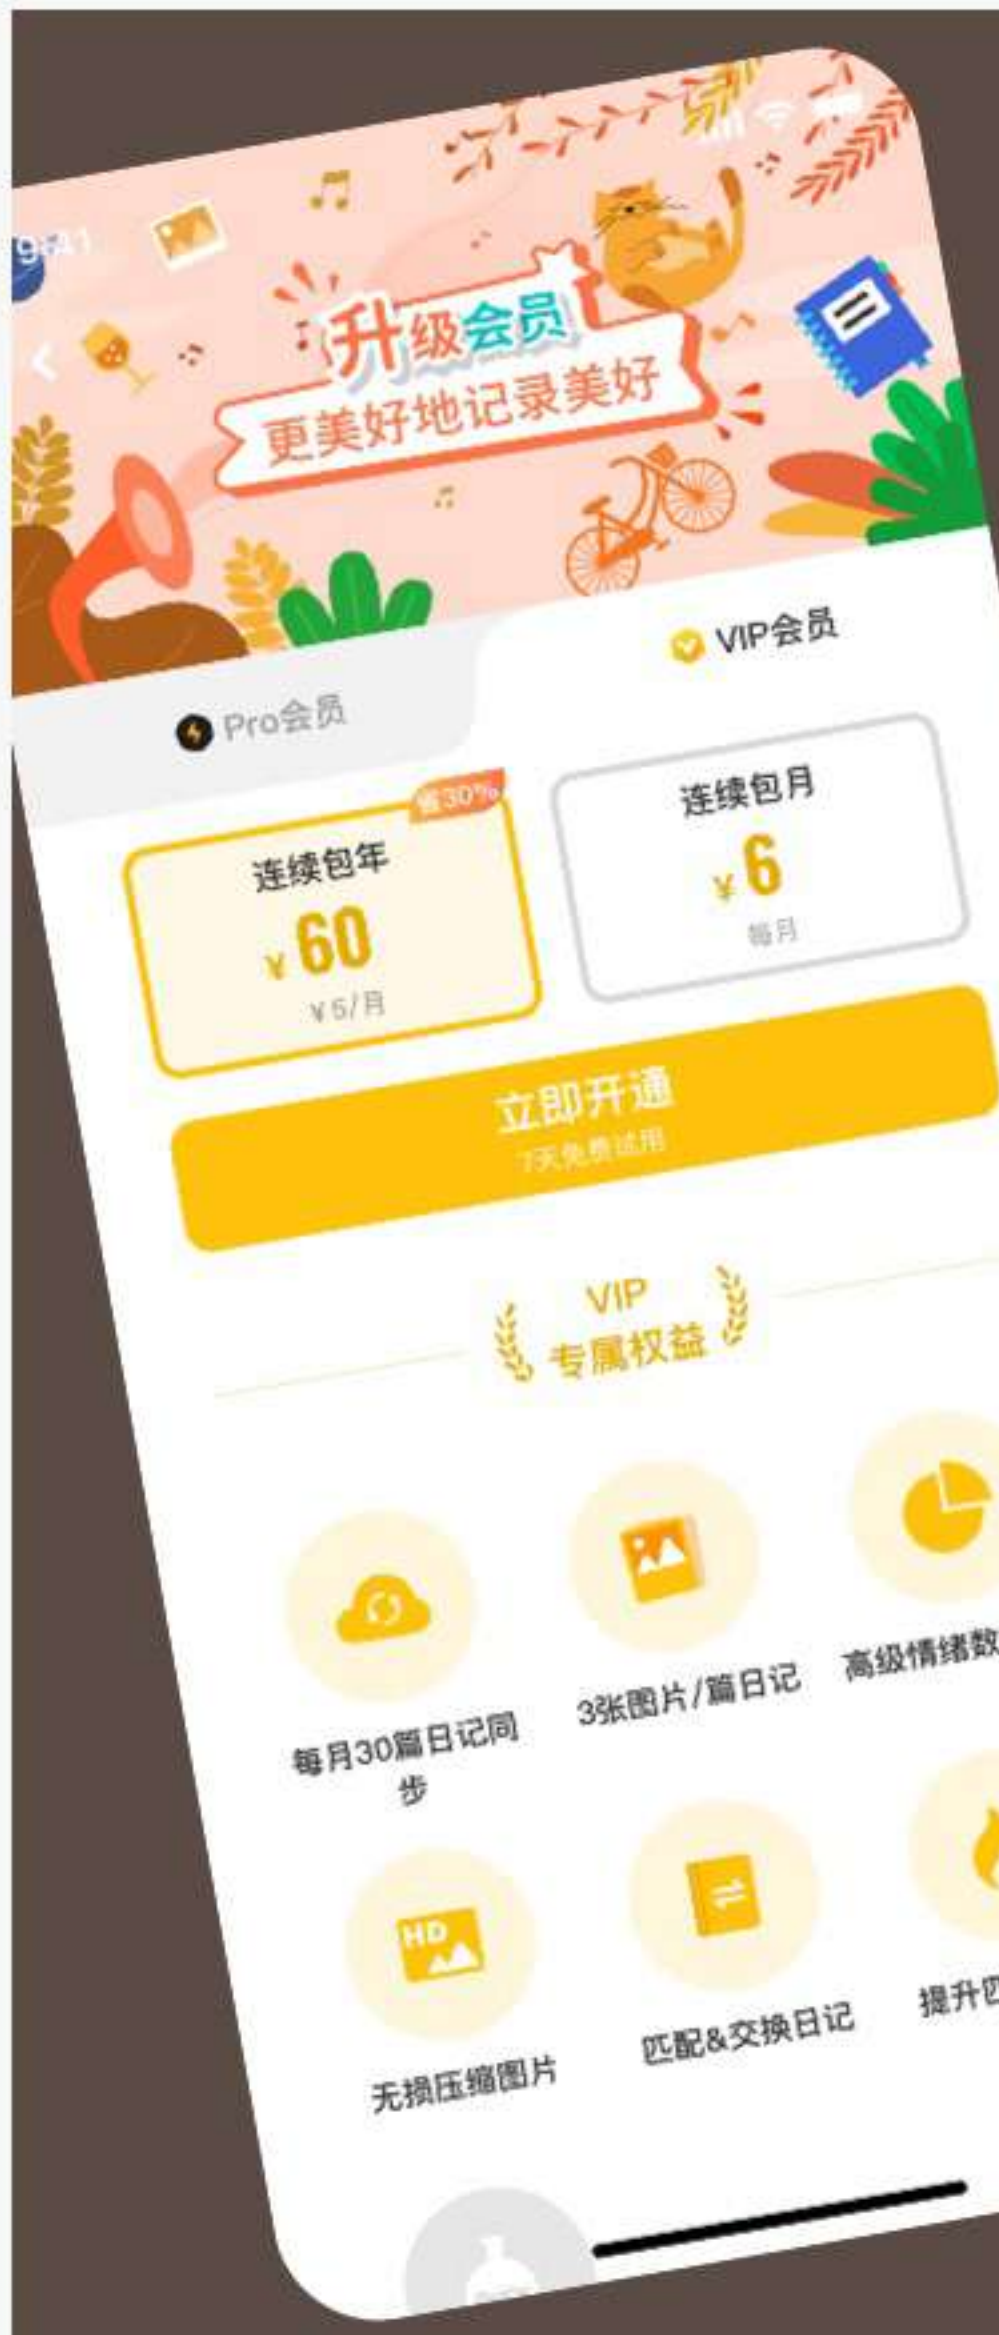 9:41
升级会员
更美好地记录美好
Pro会员
VIP会员
省30%
连续包年
¥60
¥5/月
连续包月
¥6
每月
立即开通
7天免费试用
VIP
专属权益
每月30篇日记同
步
3张图片/篇日记
高级情绪数
HD
无损压缩图片
匹配&交换日记
提升匹